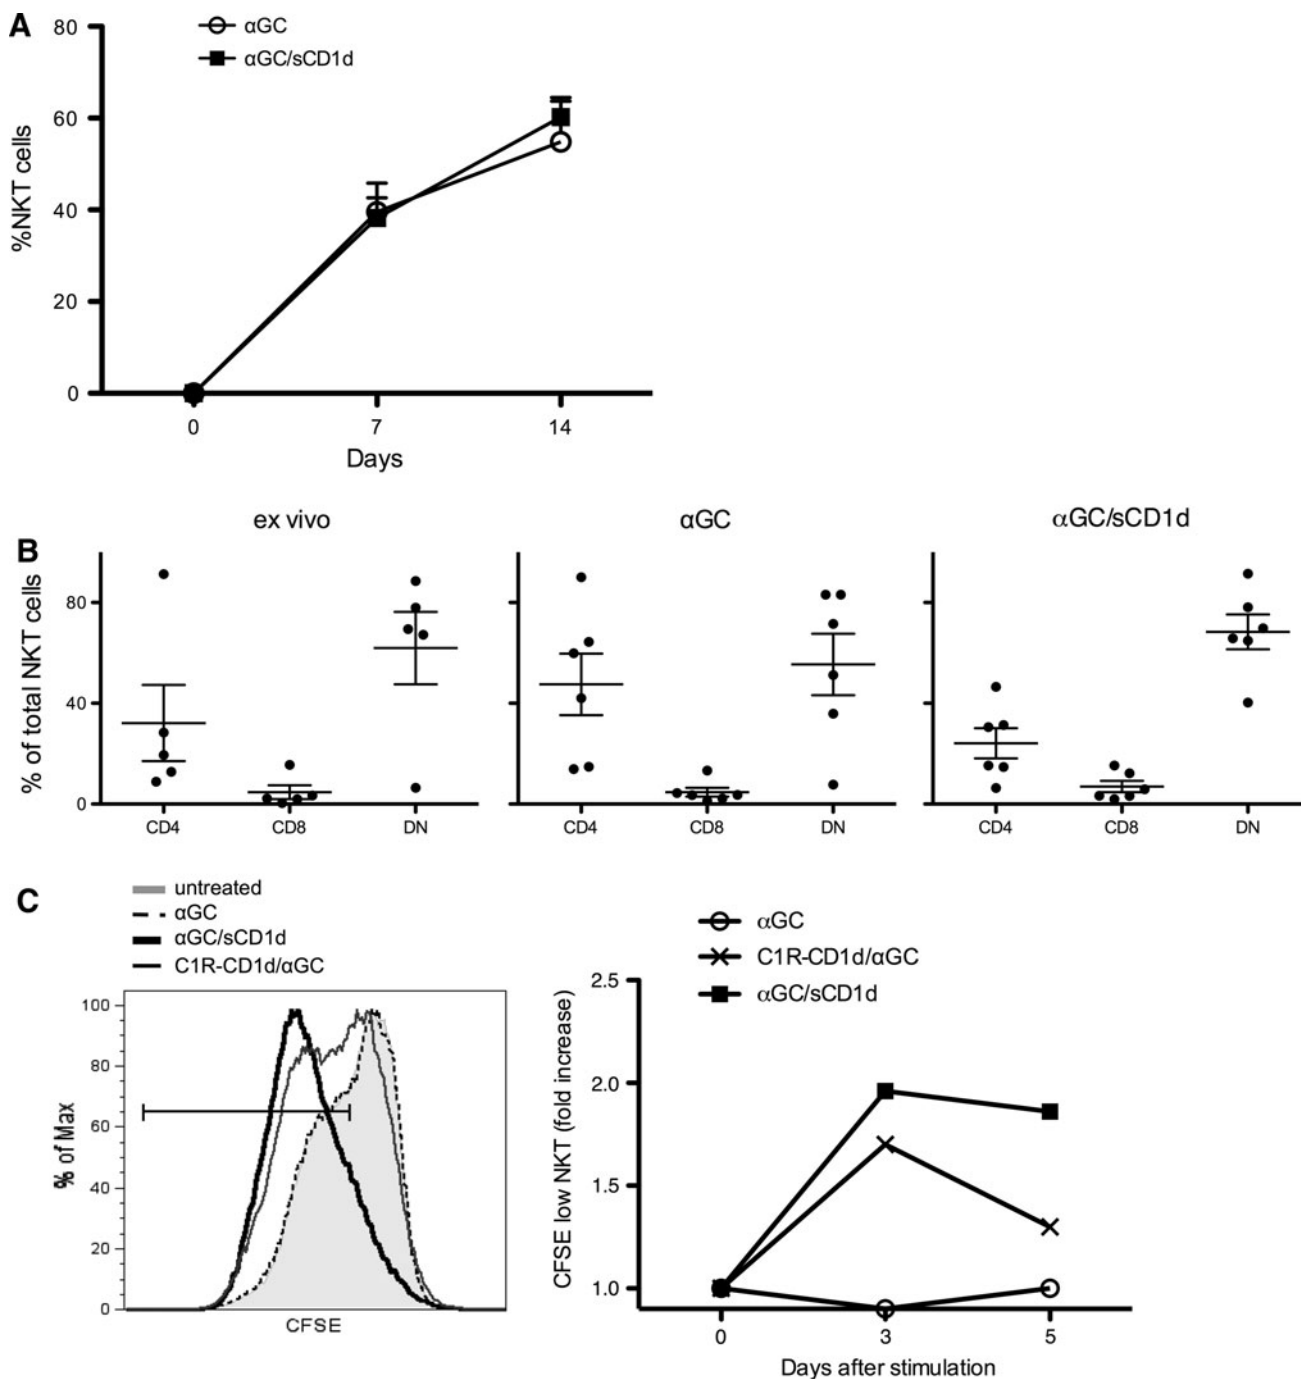 A
αGC
αGC/sCD1d
%NKT cells
80
60
40
20
0
0 7 14
Days
B
ex vivo αGC αGC/sCD1d
% of total NKT cells
80
40
0
CD4 CD8 DN CD4 CD8 DN CD4 CD8 DN
C
untreated
αGC
αGC/sCD1d
C1R-CD1d/αGC
% of Max
100
80
60
40
20
0
CFSE
αGC
C1R-CD1d/αGC
αGC/sCD1d
CFSE low NKT (fold increase)
2.5
2.0
1.5
1.0
0 3 5
Days after stimulation